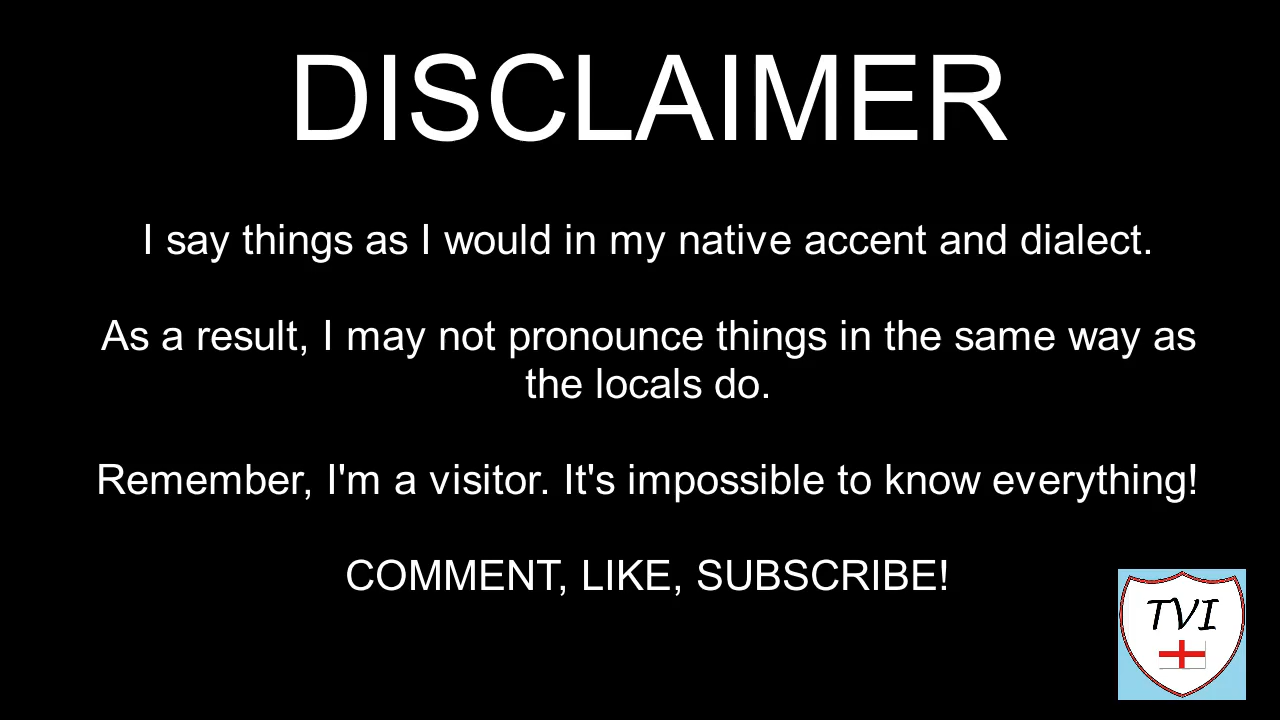 DISCLAIMER
I say things as I would in my native accent and dialect.
As a result, I may not pronounce things in the same way as
the locals do.
Remember, I'm a visitor. It's impossible to know everything!
COMMENT, LIKE, SUBSCRIBE!
TVI